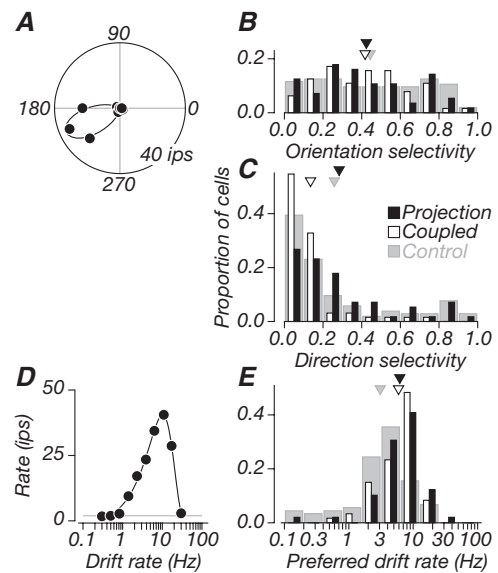 A
90
180
0
40 ips
270
B
0.2
0.0
0.0 0.2 0.4 0.6 0.8 1.0
Orientation selectivity
C
0.4
0.2
0.0
0.0 0.2 0.4 0.6 0.8 1.0
Direction selectivity
Proportion of cells
Projection
Coupled
Control
D
50
25
0
Rate (ips)
0.1 1 10 100
Drift rate (Hz)
E
0.4
0.2
0.0
0.1 0.3 1 3 10 30 100
Preferred drift rate (Hz)